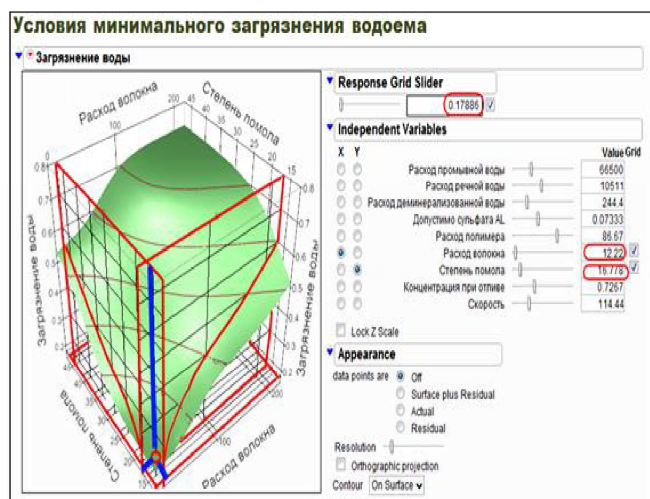 Условия минимального загрязнения водоема
Загрязнение воды
Расход волокна
Степень помола
Загрязнение воды
Загрязнение воды
Степень помола
Расход волокна
Response Grid Slider
0.17886
Independent Variables
X Y Value Grid
Расход промывной воды 66500
Расход речной воды 10511
Расход деминерализованной воды 244.4
Допустимо сульфата AL 0.07333
Расход полимера 86.67
Расход волокна 12.22
Степень помола 16.778
Концентрация при отливе 0.7267
Скорость 114.44
Lock Z Scale
Appearance
data points are Off
Surface plus Residual
Actual
Residual
Resolution
Orthographic projection
Contour On Surface